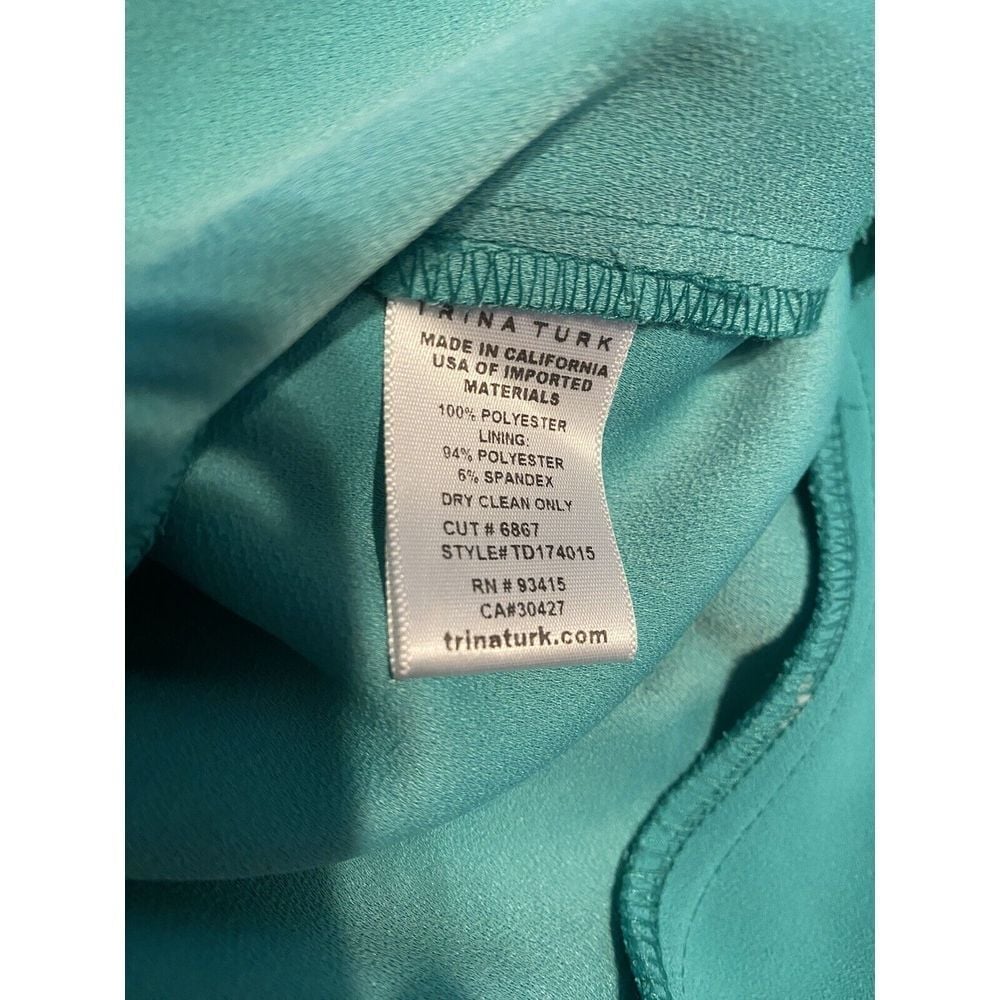 TRINA TURK
MADE IN CALIFORNIA
USA OF IMPORTED
MATERIALS
100% POLYESTER
LINING:
94% POLYESTER
6% SPANDEX
DRY CLEAN ONLY
CUT # 6867
STYLE# TD174015
RN # 93415
CA#30427
trinaturk.com